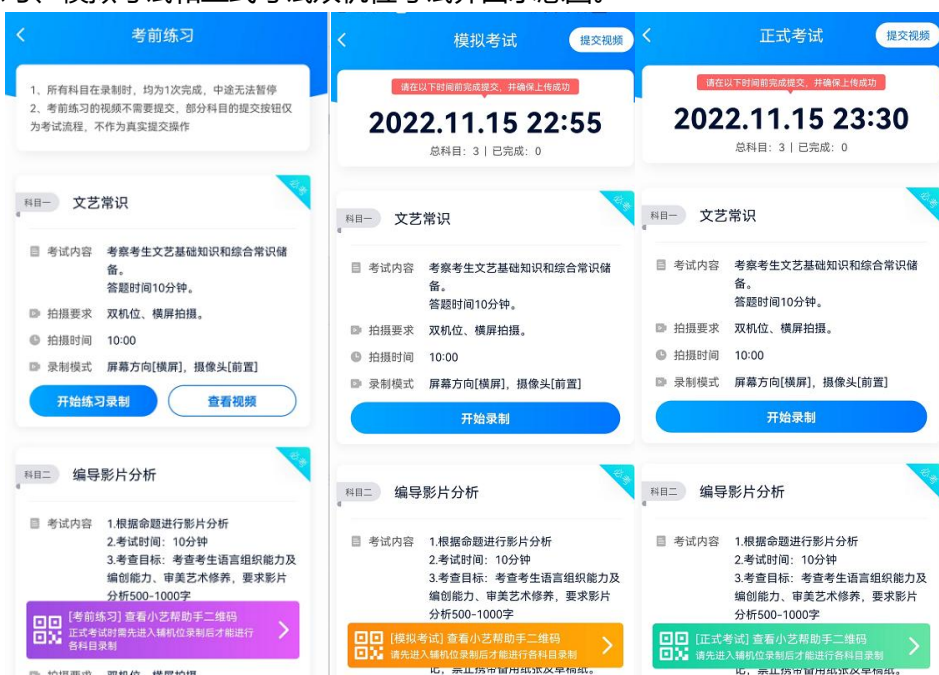 考前练习
1、所有科目在录制时，均为1次完成，中途无法暂停
2、考前练习的视频不需要提交，部分科目的提交按钮仅
为考试流程，不作为真实提交操作
必考
科目一 文艺常识
考试内容 考察考生文艺基础知识和综合常识储
备。
答题时间10分钟。
拍摄要求 双机位、横屏拍摄。
拍摄时间 10:00
录制模式 屏幕方向[横屏]，摄像头[前置]
开始练习录制 查看视频
必考
科目二 编导影片分析
考试内容 1.根据命题进行影片分析
2.考试时间：10分钟
3.考查目标：考查考生语言组织能力及
编创能力、审美艺术修养，要求影片
分析500-1000字
[考前练习] 查看小艺帮助手二维码
正式考试时需先进入辅机位录制后才能进行
各科目录制
模拟考试 提交视频
请在以下时间前完成提交，并确保上传成功
2022.11.15 22:55
总科目：3 | 已完成：0
必考
科目一 文艺常识
考试内容 考察考生文艺基础知识和综合常识储
备。
答题时间10分钟。
拍摄要求 双机位、横屏拍摄。
拍摄时间 10:00
录制模式 屏幕方向[横屏]，摄像头[前置]
开始录制
必考
科目二 编导影片分析
考试内容 1.根据命题进行影片分析
2.考试时间：10分钟
3.考查目标：考查考生语言组织能力及
编创能力、审美艺术修养，要求影片
分析500-1000字
[模拟考试] 查看小艺帮助手二维码
请先进入辅机位录制后才能进行各科目录制
正式考试 提交视频
请在以下时间前完成提交，并确保上传成功
2022.11.15 23:30
总科目：3 | 已完成：0
必考
科目一 文艺常识
考试内容 考察考生文艺基础知识和综合常识储
备。
答题时间10分钟。
拍摄要求 双机位、横屏拍摄。
拍摄时间 10:00
录制模式 屏幕方向[横屏]，摄像头[前置]
开始录制
必考
科目二 编导影片分析
考试内容 1.根据命题进行影片分析
2.考试时间：10分钟
3.考查目标：考查考生语言组织能力及
编创能力、审美艺术修养，要求影片
分析500-1000字
[正式考试] 查看小艺帮助手二维码
请先进入辅机位录制后才能进行各科目录制